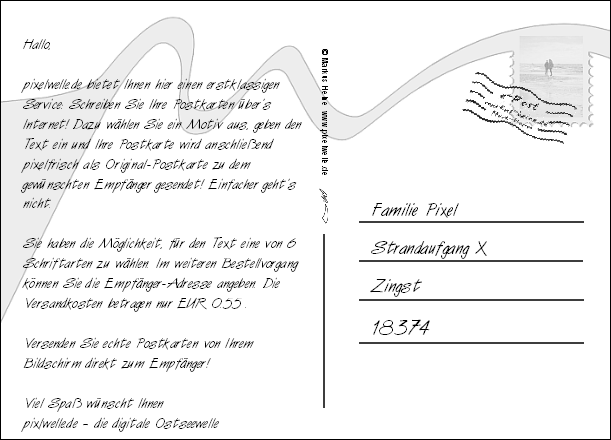 Hallo,
pixelwelle.de bietet Ihnen hier einen erstklassigen
Service. Schreiben Sie Ihre Postkarten über's
Internet! Dazu wählen Sie ein Motiv aus, geben den
Text ein und Ihre Postkarte wird anschließend
pixelfrisch als Original-Postkarte zu dem
gewünschten Empfänger gesendet! Einfacher geht's
nicht.
Sie haben die Möglichkeit, für den Text eine von 6
Schriftarten zu wählen. Im weiteren Bestellvorgang
können Sie die Empfänger-Adresse angeben. Die
Versandkosten betragen nur EUR 0.55 .
Versenden Sie echte Postkarten von Ihrem
Bildschirm direkt zum Empfänger!
Viel Spaß wünscht Ihnen
pixlwelle.de - die digitale Ostseewelle
© Markus www.pixelwelle.de
e-Post
Familie Pixel
Strandaufgang X
Zingst
18374